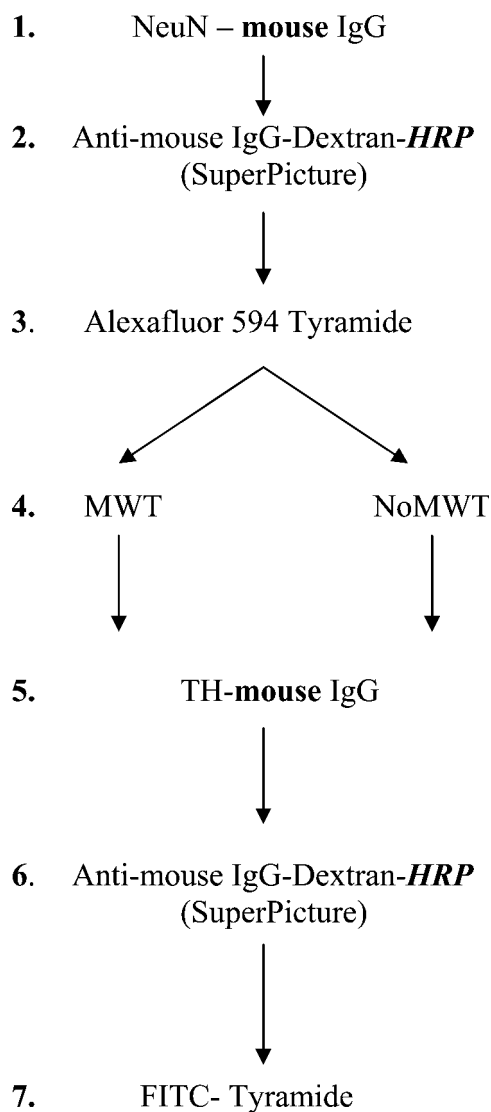 1. NeuN – mouse IgG
2. Anti-mouse IgG-Dextran-HRP
(SuperPicture)
3. Alexafluor 594 Tyramide
4. MWT NoMWT
5. TH-mouse IgG
6. Anti-mouse IgG-Dextran-HRP
(SuperPicture)
7. FITC- Tyramide